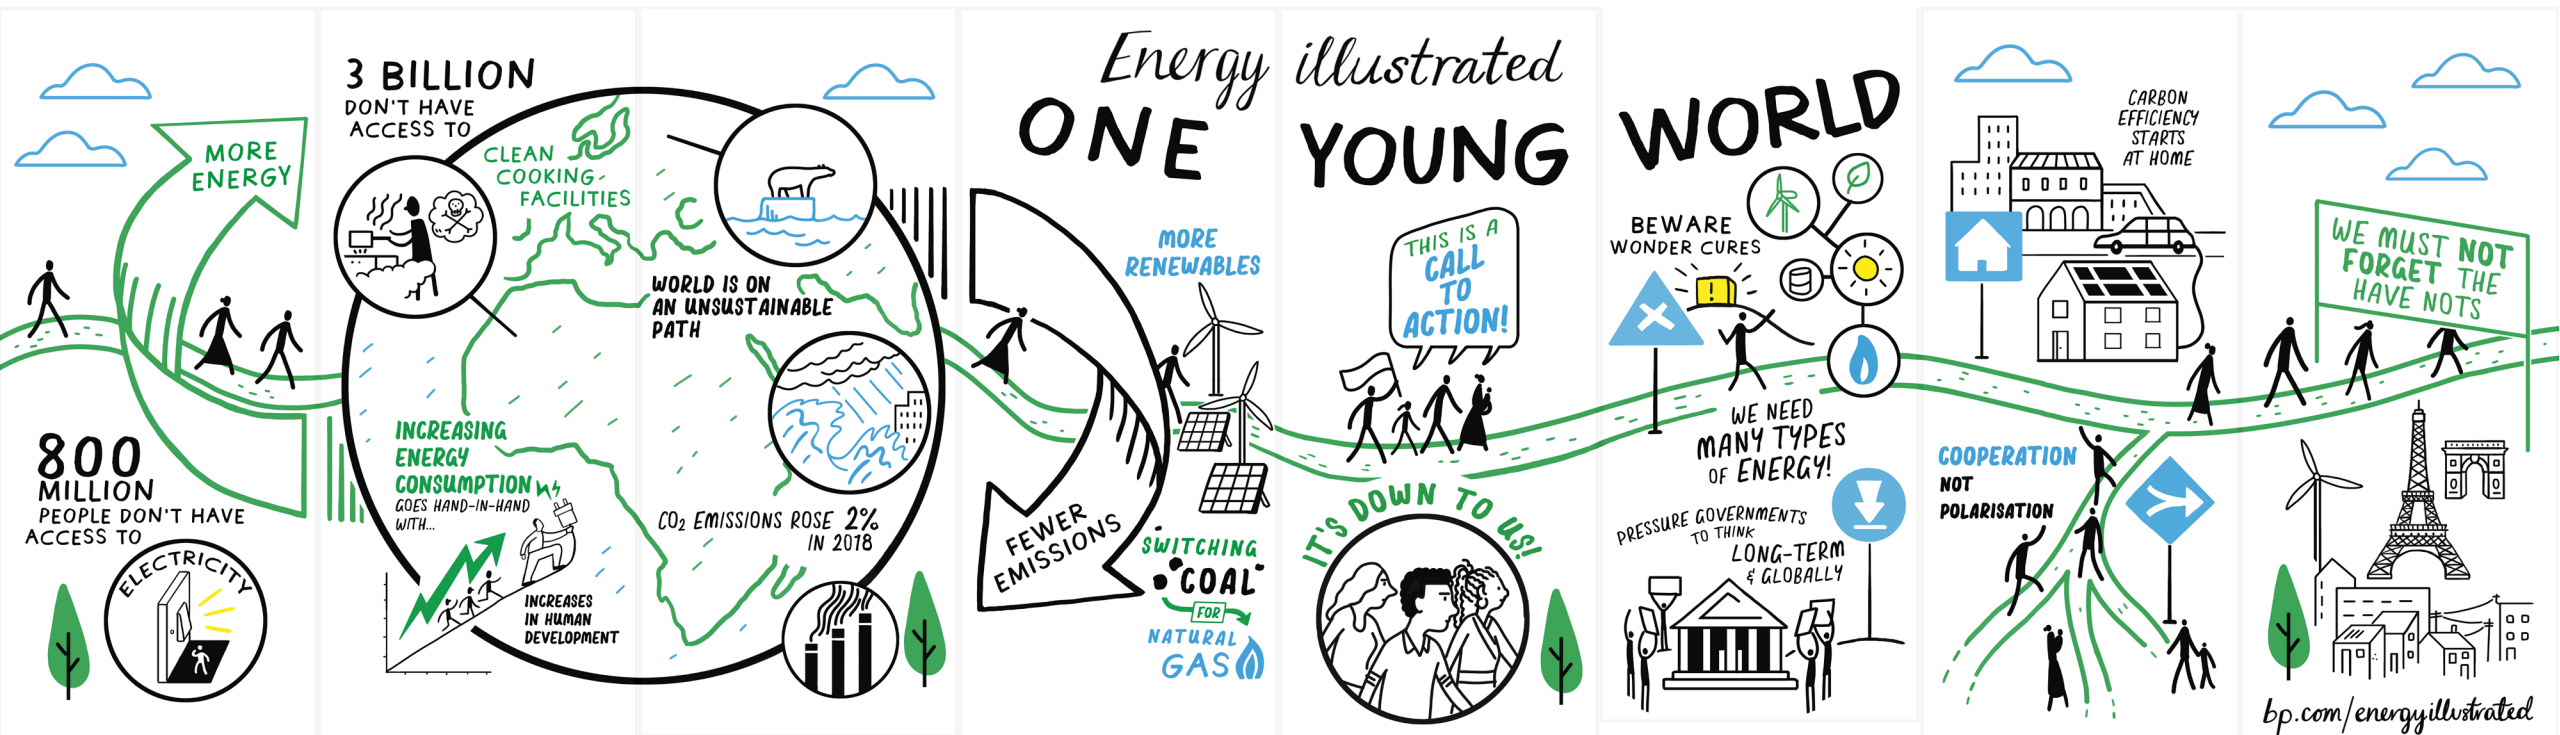 MORE
ENERGY
800
MILLION
PEOPLE DON'T HAVE
ACCESS TO
ELECTRICITY
3 BILLION
DON'T HAVE
ACCESS TO
CLEAN
COOKING
FACILITIES
WORLD IS ON
AN UNSUSTAINABLE
PATH
INCREASING
ENERGY
CONSUMPTION
GOES HAND-IN-HAND
WITH...
INCREASES
IN HUMAN
DEVELOPMENT
CO2 EMISSIONS ROSE 2%
IN 2018
Energy illustrated
ONE YOUNG WORLD
FEWER
EMISSIONS
MORE
RENEWABLES
SWITCHING
COAL
FOR
NATURAL
GAS
THIS IS A
CALL
TO
ACTION!
IT'S DOWN TO US!
BEWARE
WONDER CURES
!
WE NEED
MANY TYPES
OF ENERGY!
PRESSURE GOVERNMENTS
TO THINK
LONG-TERM
& GLOBALLY
CARBON
EFFICIENCY
STARTS
AT HOME
COOPERATION
NOT
POLARISATION
WE MUST NOT
FORGET THE
HAVE NOTS
bp.com/energyillustrated